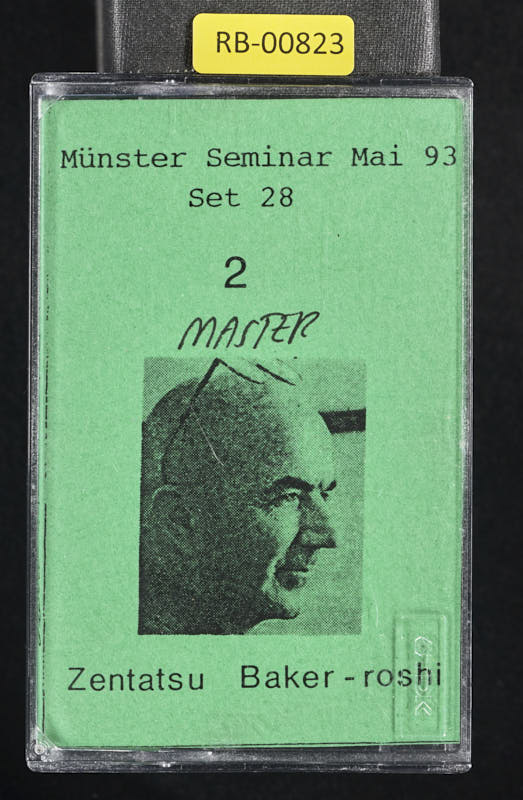 RB-00823
Münster Seminar Mai 93
Set 28
2
MASTER
Zentatsu Baker-roshi